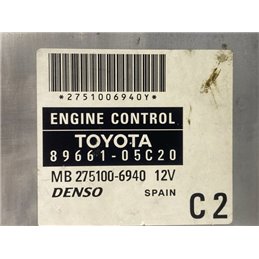 *2751006940Y*
ENGINE CONTROL
TOYOTA
89661-05C20
MB 275100-6940 12V
DENSO SPAIN C2